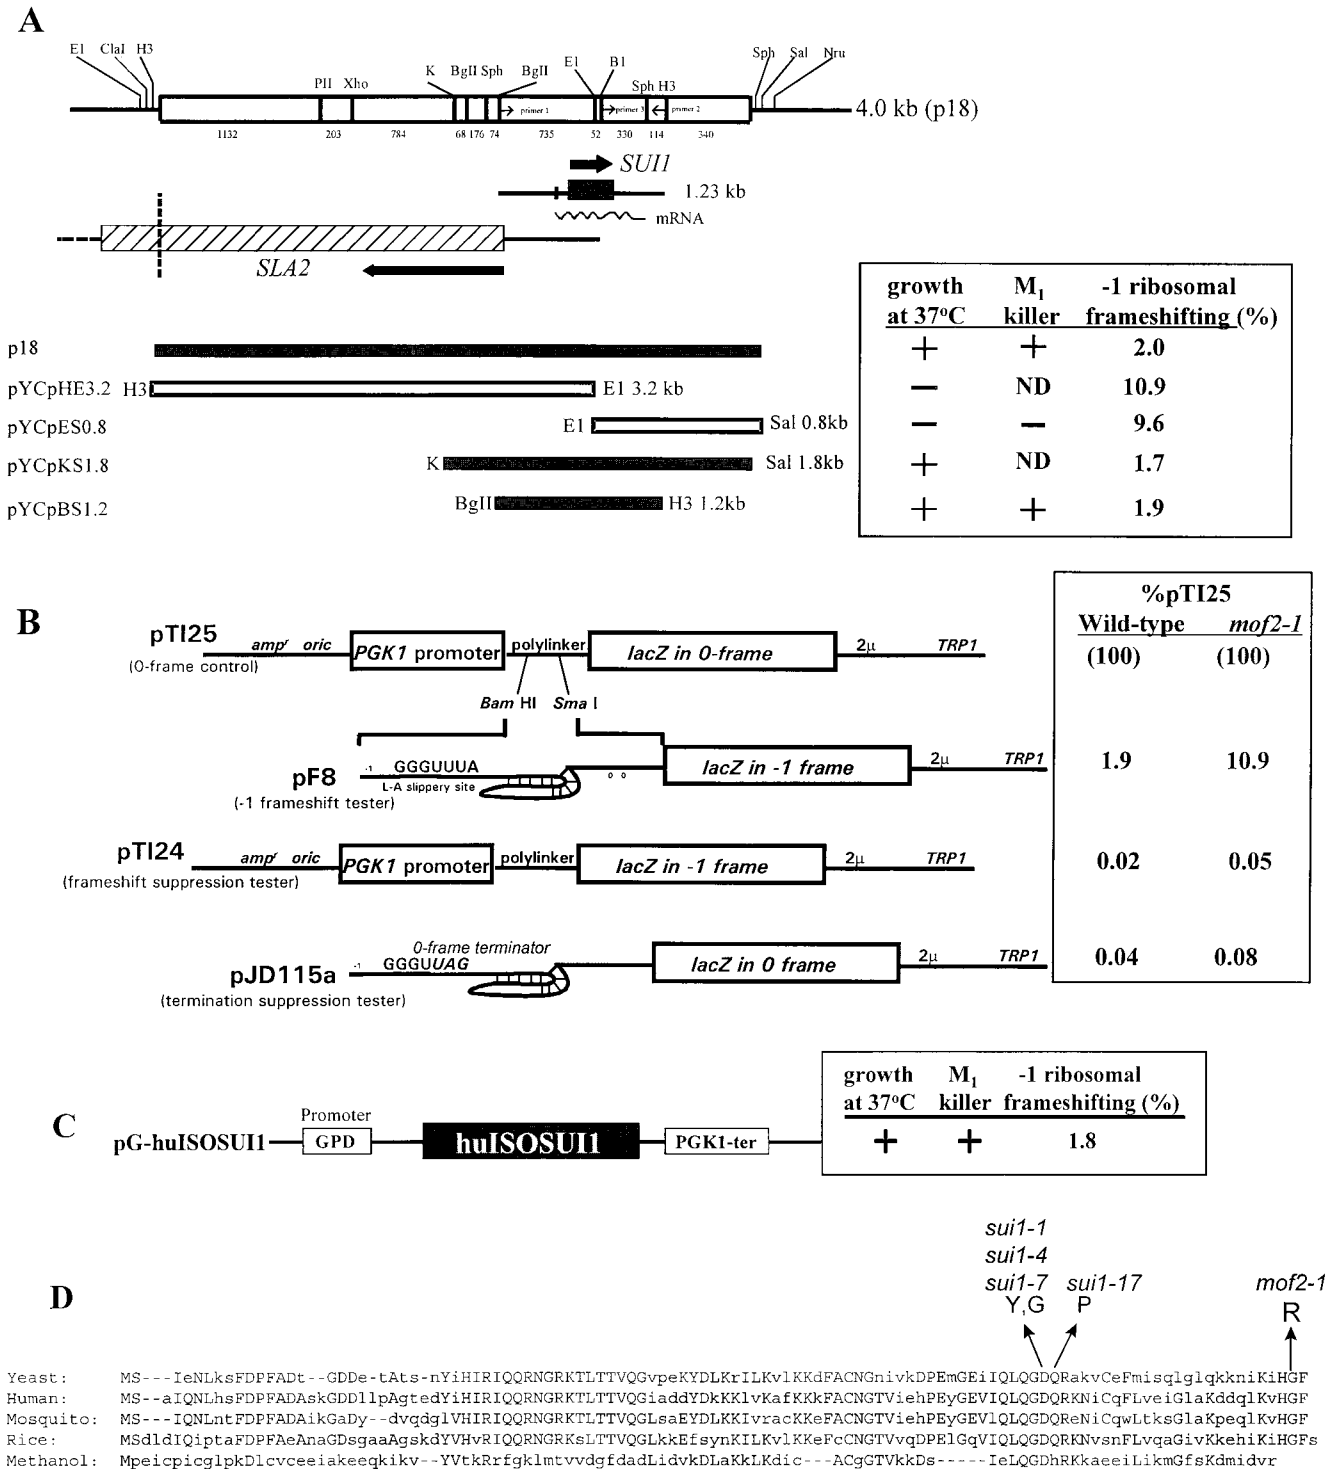 A
E1 ClaI H3
PII Xho
K BgII Sph BgII
E1 B1
Sph H3
Sph Sal Nru
primer 1 primer 3 primer 2
4.0 kb (p18)
1132 203 784 68 176 74 735 52 330 114 340
SUI1
1.23 kb
mRNA
SLA2
growth at 37°C M1 killer -1 ribosomal frameshifting (%)
p18 + + 2.0
pYCpHE3.2 H3 E1 3.2 kb − ND 10.9
pYCpES0.8 E1 Sal 0.8kb − − 9.6
pYCpKS1.8 K Sal 1.8kb + ND 1.7
pYCpBS1.2 BgII H3 1.2kb + + 1.9
B
%pTI25
Wild-type mof2-1
pTI25 ampr oric PGK1 promoter polylinker lacZ in 0-frame 2µ TRP1 (100) (100)
(0-frame control)
Bam HI Sma I
pF8 -1 GGGUUUA o o lacZ in -1 frame 2µ TRP1 1.9 10.9
L-A slippery site
(-1 frameshift tester)
pTI24 ampr oric PGK1 promoter polylinker lacZ in -1 frame 2µ TRP1 0.02 0.05
(frameshift suppression tester)
0-frame terminator
pJD115a -1 GGGUUAG lacZ in 0 frame 2µ TRP1 0.04 0.08
(termination suppression tester)
C
growth at 37°C M1 killer -1 ribosomal frameshifting (%)
Promoter
pG-huISOSUI1 GPD huISOSUI1 PGK1-ter + + 1.8
D
sui1-1
sui1-4
sui1-7 sui1-17 mof2-1
Y,G P R
Yeast: MS---IeNLksFDPFADt--GDDe-tAts-nYiHIRIQQRNGRKTLTTVQGvpeKYDLKrILKvlKKdFACNGnivkDPEmGEiIQLQGDQRakvCeFmisqlglqkkniKiHGF
Human: MS--aIQNLhsFDPFADAskGDDllpAgtedYiHIRIQQRNGRKTLTTVQGiaddYDkKKlvKafKKkFACNGTViehPEyGEVIQLQGDQRKNiCqFLveiGlaKddqlKvHGF
Mosquito: MS---IQNLntFDPFADAikGaDy--dvqdglVHIRIQQRNGRKTLTTVQGLsaEYDLKKIvracKKeFACNGTViehPEyGEVlQLQGDQReNiCqwLtksGlaKpeqlKvHGF
Rice: MSdldIQiptaFDPFAeAnaGDsgaaAgskdYVHvRIQQRNGRKsLTTVQGLkkEfsynKILKvlKKeFcCNGTVvqDPElGqVIQLQGDQRKNvsnFLvqaGivKkehiKiHGFs
Methanol: MpeicpicglpkDlcvceeiakeeqkikv--YVtkRrfgklmtvvdgfdadLidvkDLaKkLKdic---ACgGTVkkDs-----IeLQGDhRkkaeeiLikmGfsKdmidvr